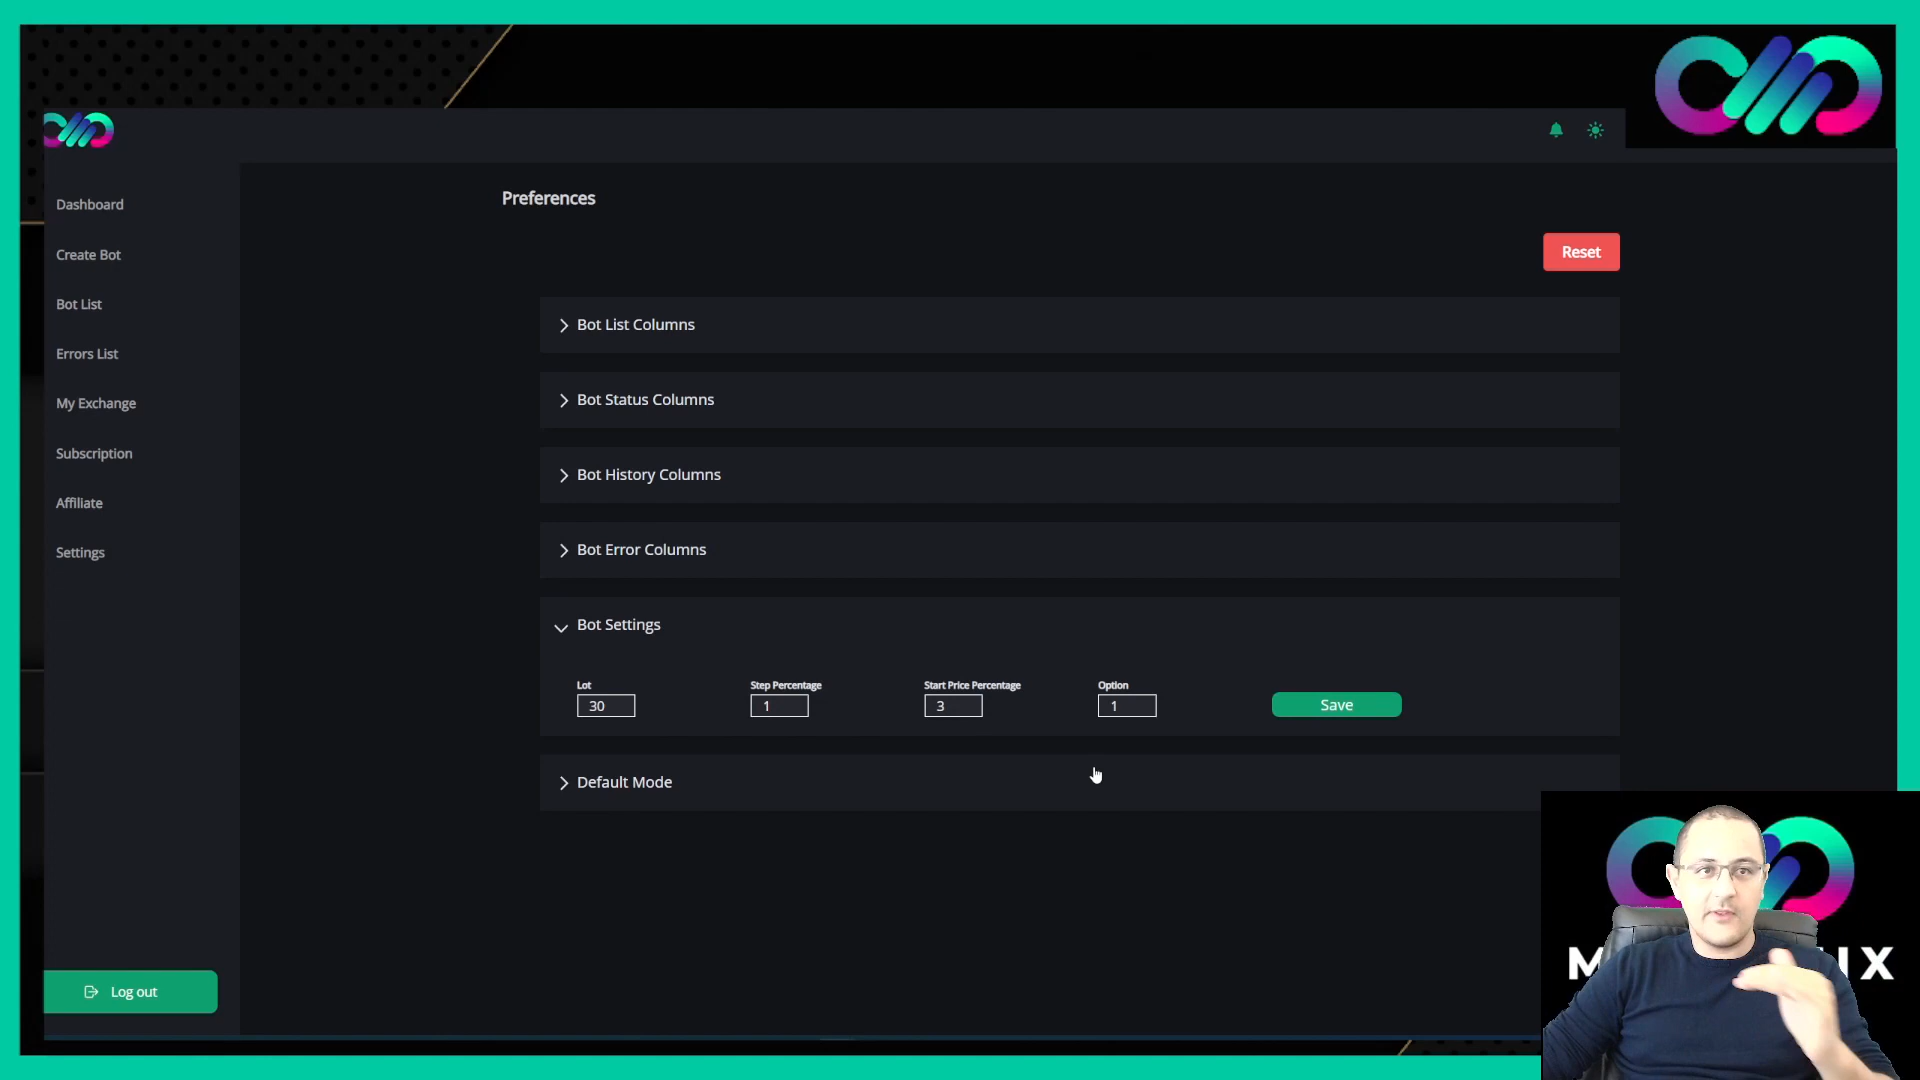 Preferences
Dashboard
Create Bot
Bot List
Errors List
My Exchange
Subscription
Affiliate
Settings
Log out
Reset
Bot List Columns
Bot Status Columns
Bot History Columns
Bot Error Columns
Bot Settings
Lot Step Percentage Start Price Percentage Option
30 1 3 1 Save
Default Mode